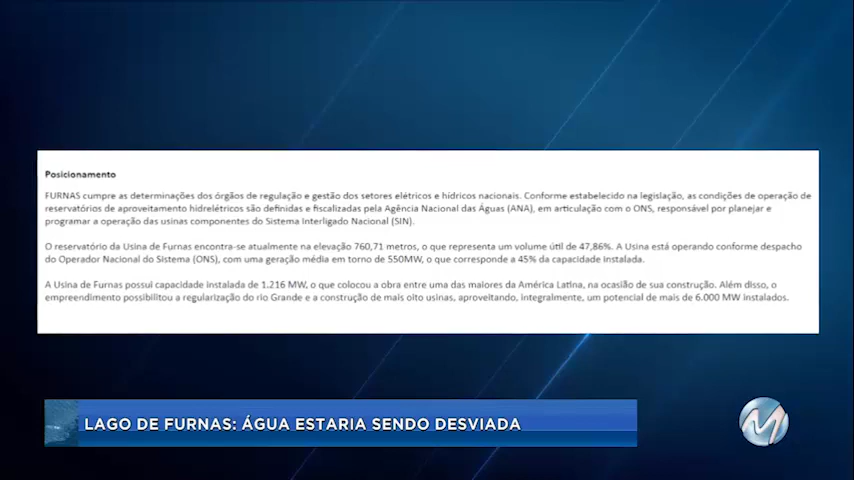 Posicionamento
FURNAS cumpre as determinações dos órgãos de regulação e gestão dos setores elétricos e hídricos nacionais. Conforme estabelecido na legislação, as condições de operação de
reservatórios de aproveitamento hidrelétricos são definidas e fiscalizadas pela Agência Nacional das Águas (ANA), em articulação com o ONS, responsável por planejar e
programar a operação das usinas componentes do Sistema Interligado Nacional (SIN).
O reservatório da Usina de Furnas encontra-se atualmente na elevação 760,71 metros, o que representa um volume útil de 47,86%. A Usina está operando conforme despacho
do Operador Nacional do Sistema (ONS), com uma geração média em torno de 550MW, o que corresponde a 45% da capacidade instalada.
A Usina de Furnas possui capacidade instalada de 1.216 MW, o que colocou a obra entre uma das maiores da América Latina, na ocasião de sua construção. Além disso, o
empreendimento possibilitou a regularização do rio Grande e a construção de mais oito usinas, aproveitando, integralmente, um potencial de mais de 6.000 MW instalados.
LAGO DE FURNAS: ÁGUA ESTARIA SENDO DESVIADA
M